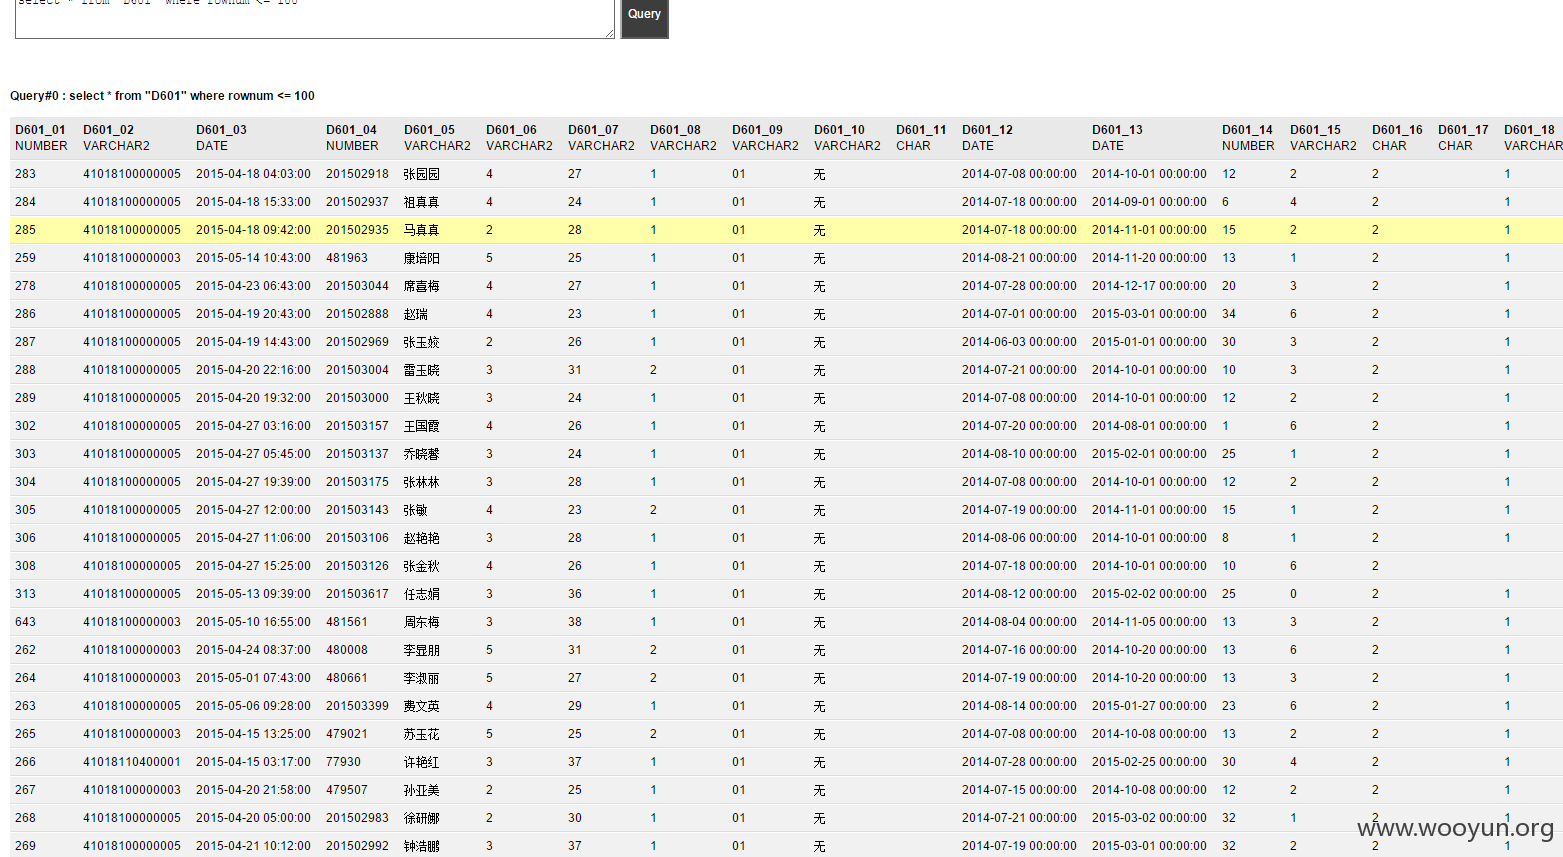 select * from "D601" where rownum <= 100
Query
Query#0 : select * from "D601" where rownum <= 100
D601_01 D601_02 D601_03 D601_04 D601_05 D601_06 D601_07 D601_08 D601_09 D601_10 D601_11 D601_12 D601_13 D601_14 D601_15 D601_16 D601_17 D601_18
NUMBER VARCHAR2 DATE NUMBER VARCHAR2 VARCHAR2 VARCHAR2 VARCHAR2 VARCHAR2 VARCHAR2 CHAR DATE DATE NUMBER VARCHAR2 CHAR CHAR VARCHAR
283 41018100000005 2015-04-18 04:03:00 201502918 张园园 4 27 1 01 无 2014-07-08 00:00:00 2014-10-01 00:00:00 12 2 2 1
284 41018100000005 2015-04-18 15:33:00 201502937 祖真真 4 24 1 01 无 2014-07-18 00:00:00 2014-09-01 00:00:00 6 4 2 1
285 41018100000005 2015-04-18 09:42:00 201502935 马真真 2 28 1 01 无 2014-07-18 00:00:00 2014-11-01 00:00:00 15 2 2 1
259 41018100000003 2015-05-14 10:43:00 481963 康培阳 5 25 1 01 无 2014-08-21 00:00:00 2014-11-20 00:00:00 13 1 2 1
278 41018100000005 2015-04-23 06:43:00 201503044 席喜梅 4 27 1 01 无 2014-07-28 00:00:00 2014-12-17 00:00:00 20 3 2 1
286 41018100000005 2015-04-19 20:43:00 201502888 赵瑞 4 23 1 01 无 2014-07-01 00:00:00 2015-03-01 00:00:00 34 6 2 1
287 41018100000005 2015-04-19 14:43:00 201502969 张玉姣 2 26 1 01 无 2014-06-03 00:00:00 2015-01-01 00:00:00 30 3 2 1
288 41018100000005 2015-04-20 22:16:00 201503004 雷玉晓 3 31 2 01 无 2014-07-21 00:00:00 2014-10-01 00:00:00 10 3 2 1
289 41018100000005 2015-04-20 19:32:00 201503000 王秋晓 3 24 1 01 无 2014-07-08 00:00:00 2014-10-01 00:00:00 12 2 2 1
302 41018100000005 2015-04-27 03:16:00 201503157 王国霞 4 26 1 01 无 2014-07-20 00:00:00 2014-08-01 00:00:00 1 6 2 1
303 41018100000005 2015-04-27 05:45:00 201503137 乔晓馨 3 24 1 01 无 2014-08-10 00:00:00 2015-02-01 00:00:00 25 1 2 1
304 41018100000005 2015-04-27 19:39:00 201503175 张林林 3 28 1 01 无 2014-07-08 00:00:00 2014-10-01 00:00:00 12 2 2 1
305 41018100000005 2015-04-27 12:00:00 201503143 张敏 4 23 2 01 无 2014-07-19 00:00:00 2014-11-01 00:00:00 15 1 2 1
306 41018100000005 2015-04-27 11:06:00 201503106 赵艳艳 3 28 1 01 无 2014-08-06 00:00:00 2014-10-01 00:00:00 8 1 2 1
308 41018100000005 2015-04-27 15:25:00 201503126 张金秋 4 26 1 01 无 2014-07-18 00:00:00 2014-10-01 00:00:00 10 6 2
313 41018100000005 2015-05-13 09:39:00 201503617 任志娟 3 36 1 01 无 2014-08-12 00:00:00 2015-02-02 00:00:00 25 0 2 1
643 41018100000003 2015-05-10 16:55:00 481561 周东梅 3 38 1 01 无 2014-08-04 00:00:00 2014-11-05 00:00:00 13 3 2 1
262 41018100000003 2015-04-24 08:37:00 480008 李显朋 5 31 2 01 无 2014-07-16 00:00:00 2014-10-20 00:00:00 13 6 2 1
264 41018100000003 2015-05-01 07:43:00 480661 李淑丽 5 27 2 01 无 2014-07-19 00:00:00 2014-10-20 00:00:00 13 3 2 1
263 41018100000005 2015-05-06 09:28:00 201503399 费文英 4 29 1 01 无 2014-08-14 00:00:00 2015-01-27 00:00:00 23 6 2 1
265 41018100000003 2015-04-15 13:25:00 479021 苏玉花 5 25 2 01 无 2014-07-08 00:00:00 2014-10-08 00:00:00 13 2 2 1
266 41018110400001 2015-04-15 03:17:00 77930 许艳红 3 37 1 01 无 2014-07-28 00:00:00 2015-02-25 00:00:00 30 4 2 1
267 41018100000003 2015-04-20 21:58:00 479507 孙亚美 2 25 1 01 无 2014-07-15 00:00:00 2014-10-08 00:00:00 12 2 2 1
268 41018100000005 2015-04-20 05:00:00 201502983 徐研娜 2 30 1 01 无 2014-07-21 00:00:00 2015-03-02 00:00:00 32 1 2 1
269 41018100000005 2015-04-21 10:12:00 201502992 钟浩鹏 3 37 1 01 无 2014-07-19 00:00:00 2015-03-01 00:00:00 32 2 2 1
www.wooyun.org